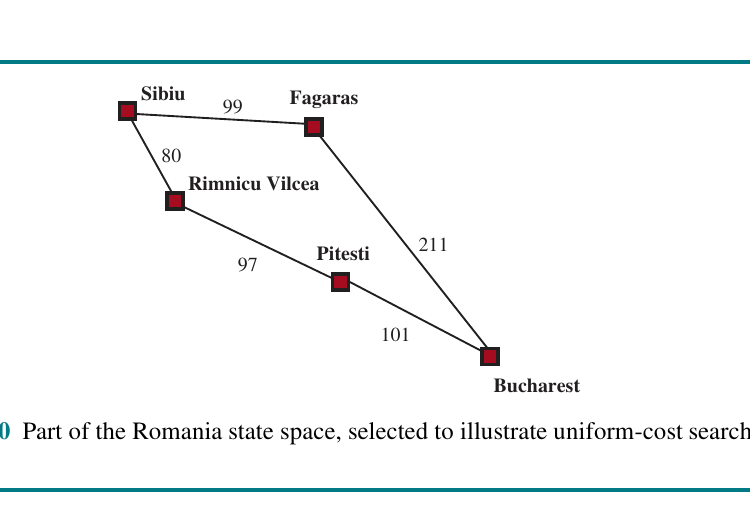 Sibiu
Fagaras
99
80
Rimnicu Vilcea
211
Pitesti
97
101
Bucharest
0 Part of the Romania state space, selected to illustrate uniform-cost search